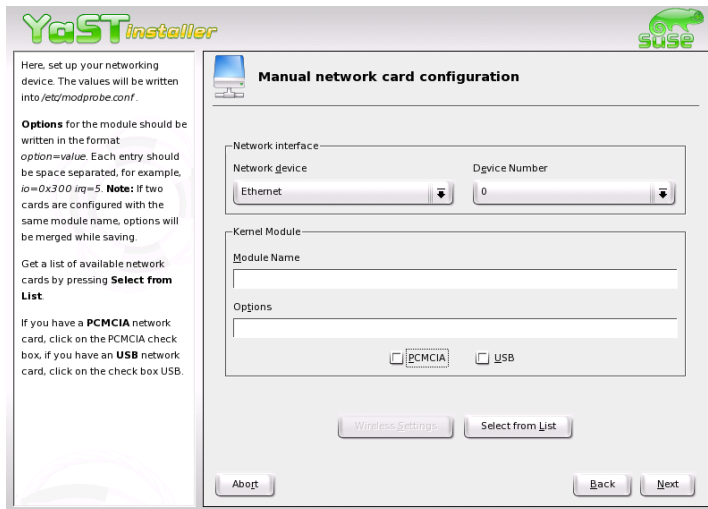 YaST installer
SUSE
Here, set up your networking
device. The values will be written
into /etc/modprobe.conf .
Options for the module should be
written in the format
option=value. Each entry should
be space separated, for example,
io=0x300 irq=5. Note: If two
cards are configured with the
same module name, options will
be merged while saving.
Get a list of available network
cards by pressing Select from
List.
If you have a PCMCIA network
card, click on the PCMCIA check
box, if you have an USB network
card, click on the check box USB.
Manual network card configuration
Network interface
Network device
Device Number
Ethernet
0
Kernel Module
Module Name
Options
PCMCIA
USB
Wireless Settings
Select from List
Abort
Back
Next